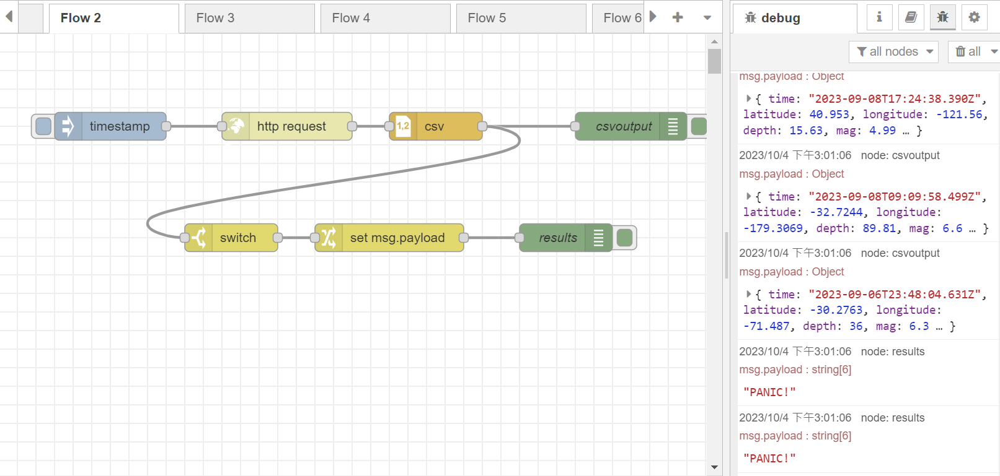 Flow 2
Flow 3
Flow 4
Flow 5
Flow 6
timestamp
http request
1,2
csv
csvoutput
switch
set msg.payload
results
debug
i
all nodes
all
msg.payload : Object
{ time: "2023-09-08T17:24:38.390Z",
latitude: 40.953, longitude: -121.56,
depth: 15.63, mag: 4.99 … }
2023/10/4 下午3:01:06 node: csvoutput
msg.payload : Object
{ time: "2023-09-08T09:09:58.499Z",
latitude: -32.7244, longitude:
-179.3069, depth: 89.81, mag: 6.6 … }
2023/10/4 下午3:01:06 node: csvoutput
msg.payload : Object
{ time: "2023-09-06T23:48:04.631Z",
latitude: -30.2763, longitude:
-71.487, depth: 36, mag: 6.3 … }
2023/10/4 下午3:01:06 node: results
msg.payload : string[6]
"PANIC!"
2023/10/4 下午3:01:06 node: results
msg.payload : string[6]
"PANIC!"